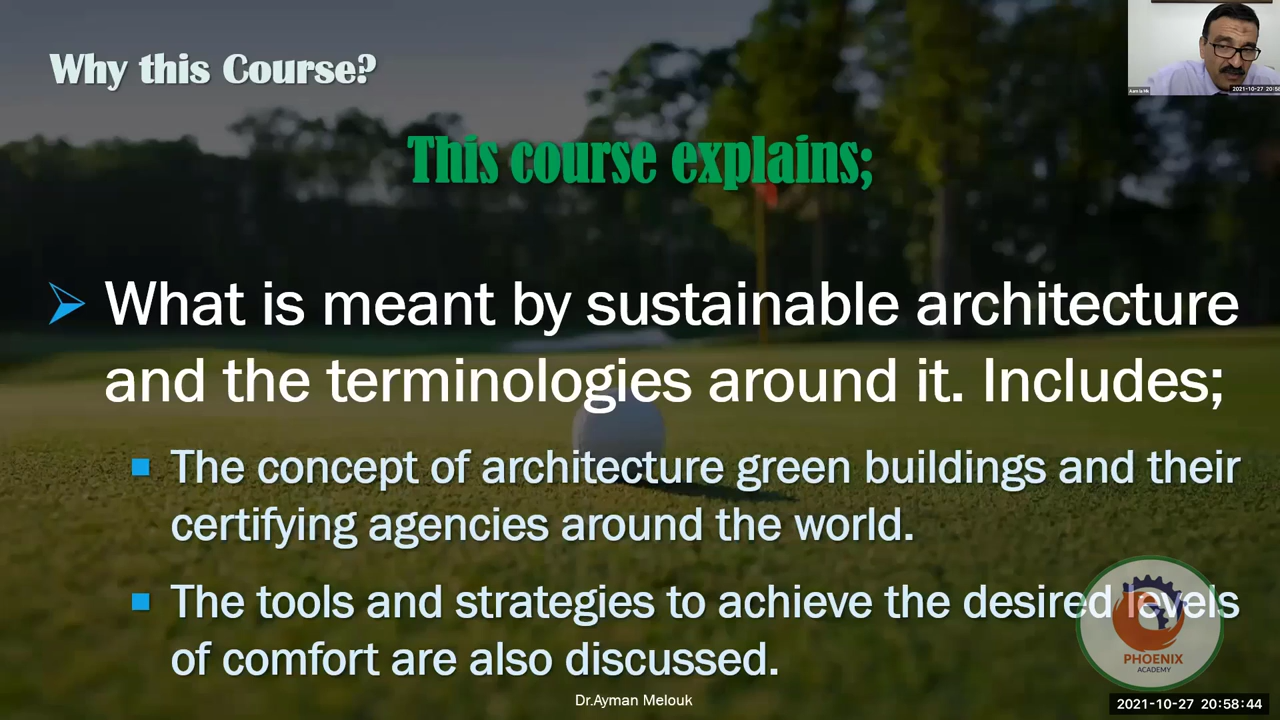 Why this Course?
This course explains;
What is meant by sustainable architecture
and the terminologies around it. Includes;
The concept of architecture green buildings and their
certifying agencies around the world.
The tools and strategies to achieve the desired levels
of comfort are also discussed.
PHOENIX
ACADEMY
Dr.Ayman Melouk
2021-10-27 20:58:44